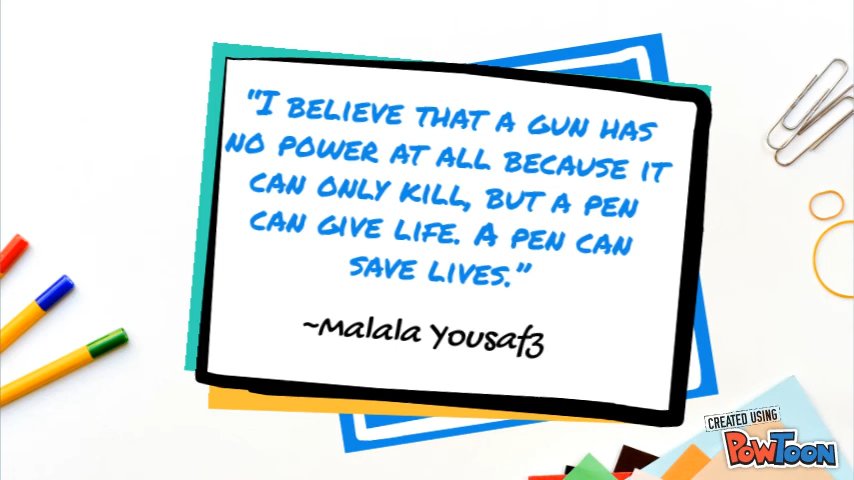 "I BELIEVE THAT A GUN HAS
NO POWER AT ALL BECAUSE IT
CAN ONLY KILL, BUT A PEN
CAN GIVE LIFE. A PEN CAN
SAVE LIVES.”
~Malala Yousaf3
CREATED USING
POWTOON